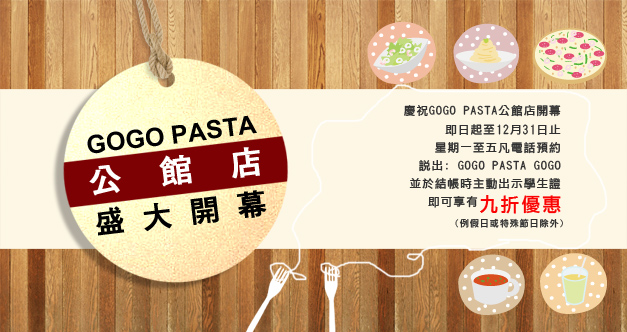 GOGO PASTA
公館店
盛大開幕
慶祝GOGO PASTA公館店開幕
即日起至12月31日止
星期一至五凡電話預約
説出: GOGO PASTA GOGO
並於結帳時主動出示學生證
即可享有九折優惠
(例假日或特殊節日除外)